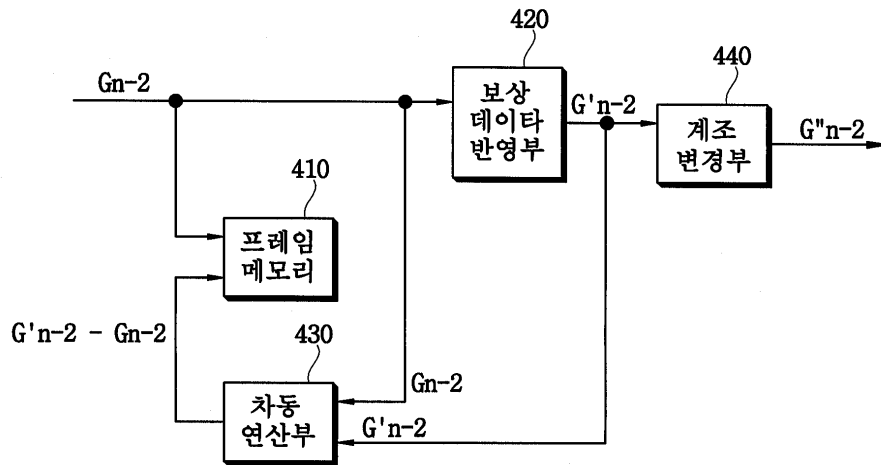 420
440
Gn-2
보상
데이타
반영부
G'n-2
계조
변경부
G"n-2
410
프레임
메모리
G'n-2 - Gn-2
430
차동
연산부
Gn-2
G'n-2